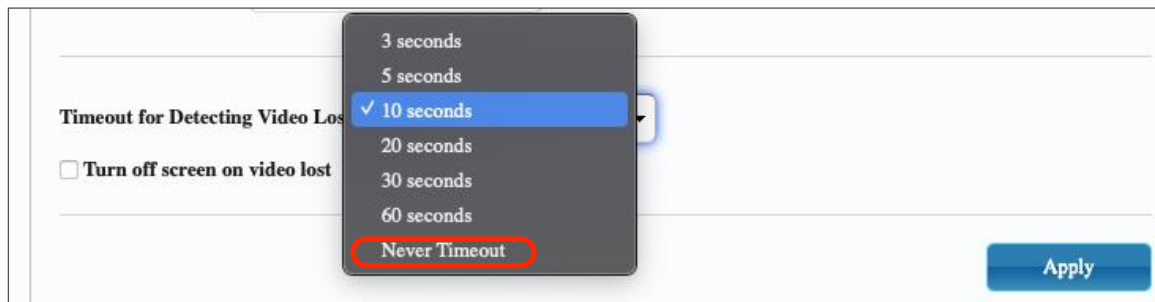 3 seconds
5 seconds
Timeout for Detecting Video Los
✓ 10 seconds
20 seconds
Turn off screen on video lost
30 seconds
60 seconds
Never Timeout
Apply